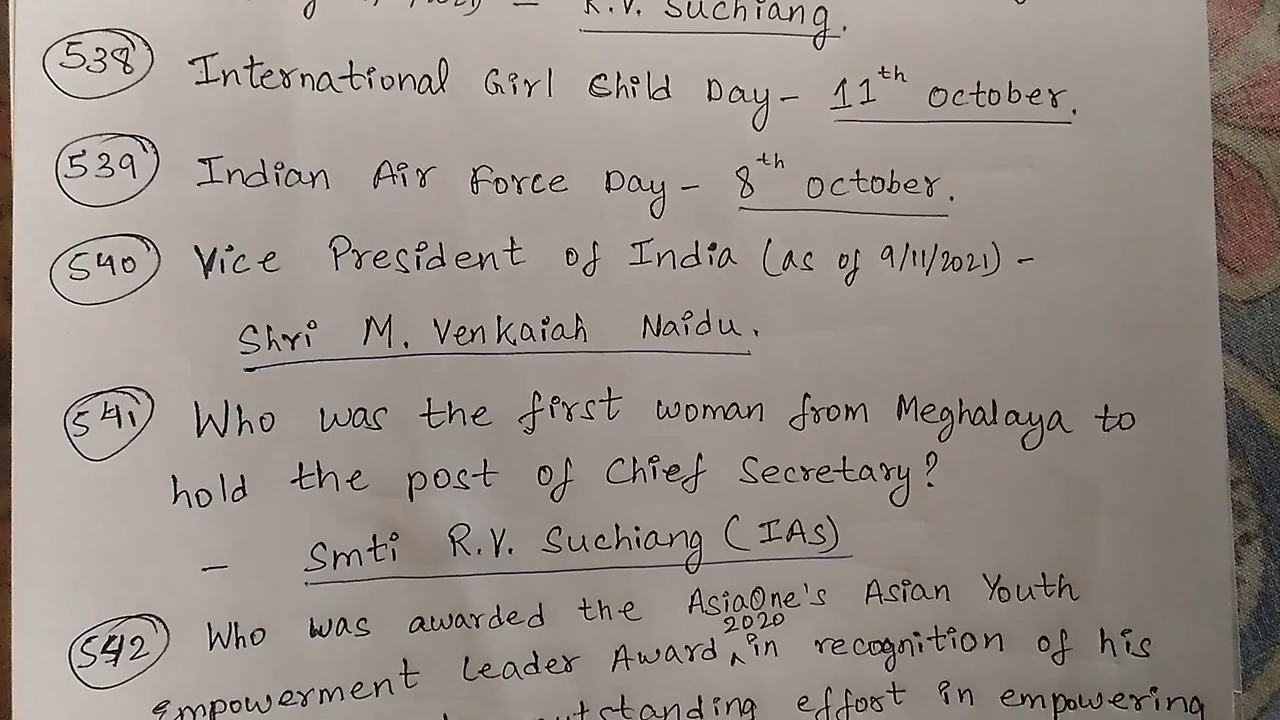 R.V. Suchiang.
538 International Girl Child Day - 11th October.
539 Indian Air Force Day - 8th October.
540 Vice President of India (as of 9/11/2021) -
Shri M. Venkaiah Naidu.
541 Who was the first woman from Meghalaya to
hold the post of Chief Secretary?
- Smti R.V. Suchiang (IAS)
542 Who was awarded the AsiaOne's Asian Youth
Empowerment Leader Award 2020 in recognition of his
outstanding effort in empowering